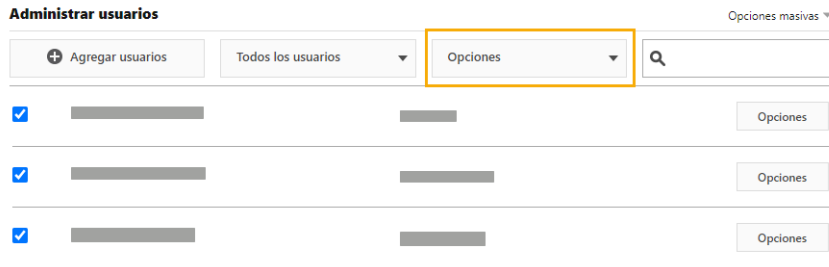 Administrar usuarios
Opciones masivas
Agregar usuarios
Todos los usuarios
Opciones
Opciones
Opciones
Opciones